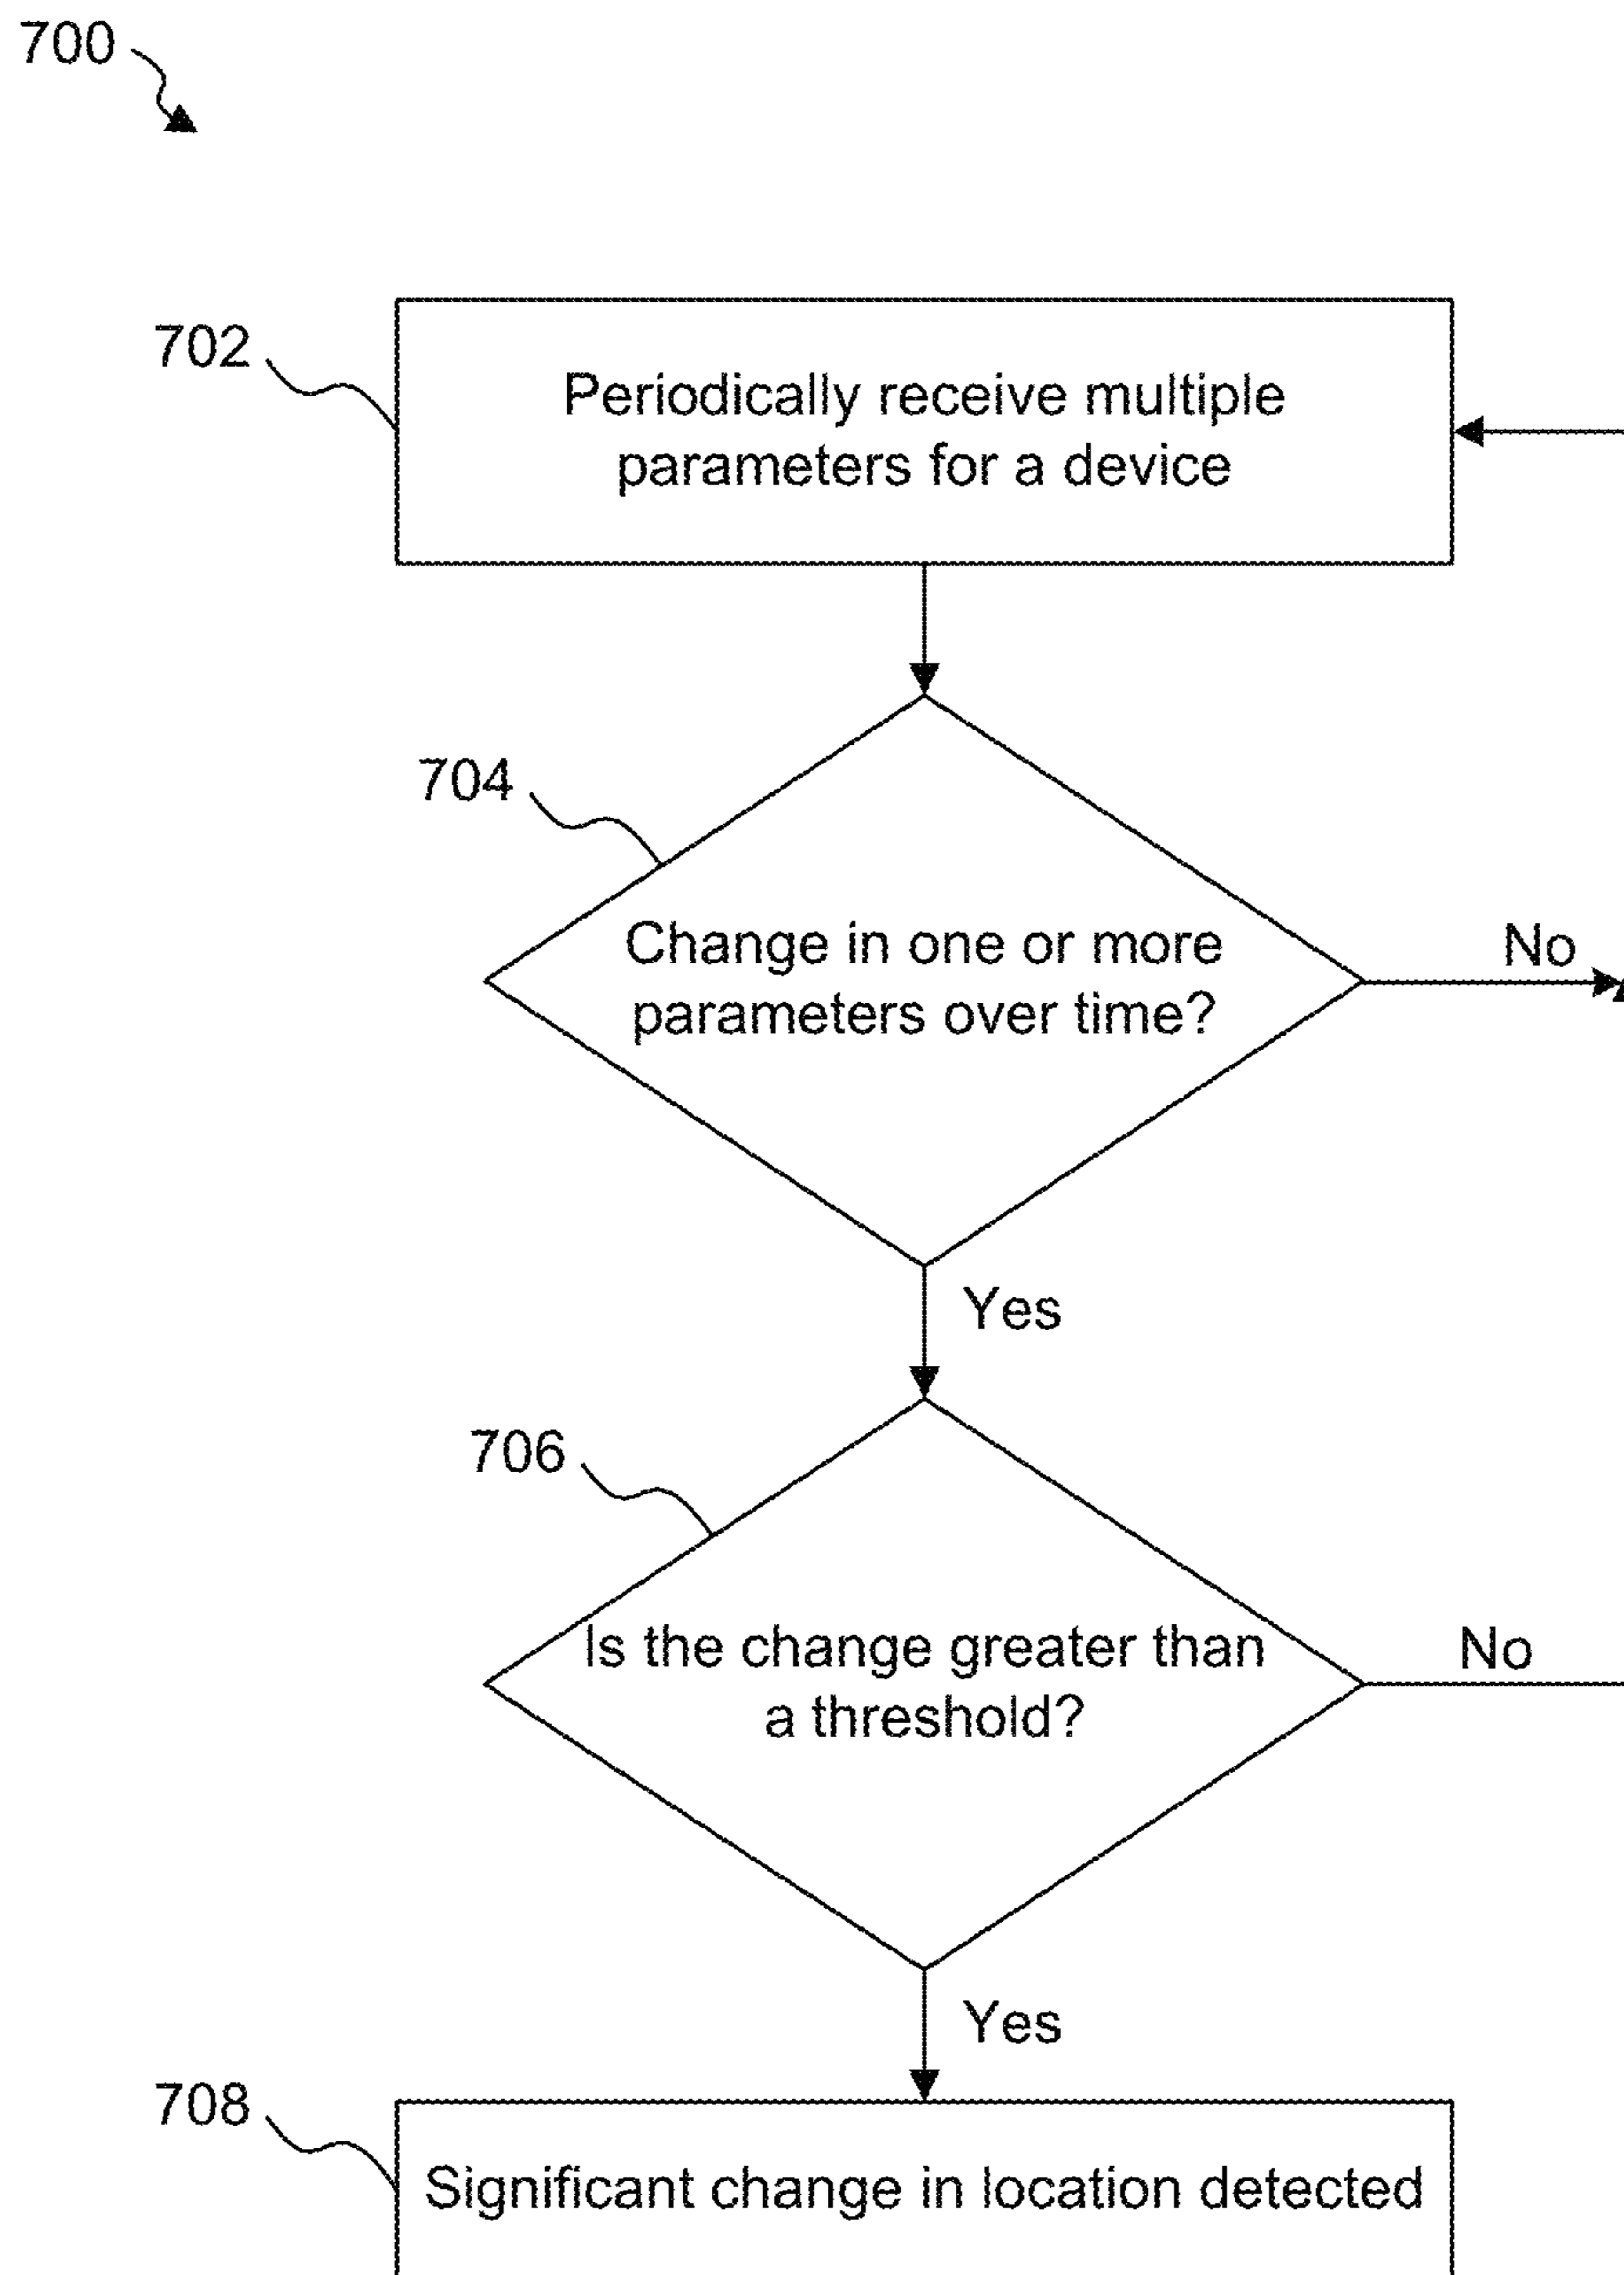 700
702
Periodically receive multiple
parameters for a device
704
Change in one or more
parameters over time?
No
Yes
706
Is the change greater than
a threshold?
No
Yes
708
Significant change in location detected